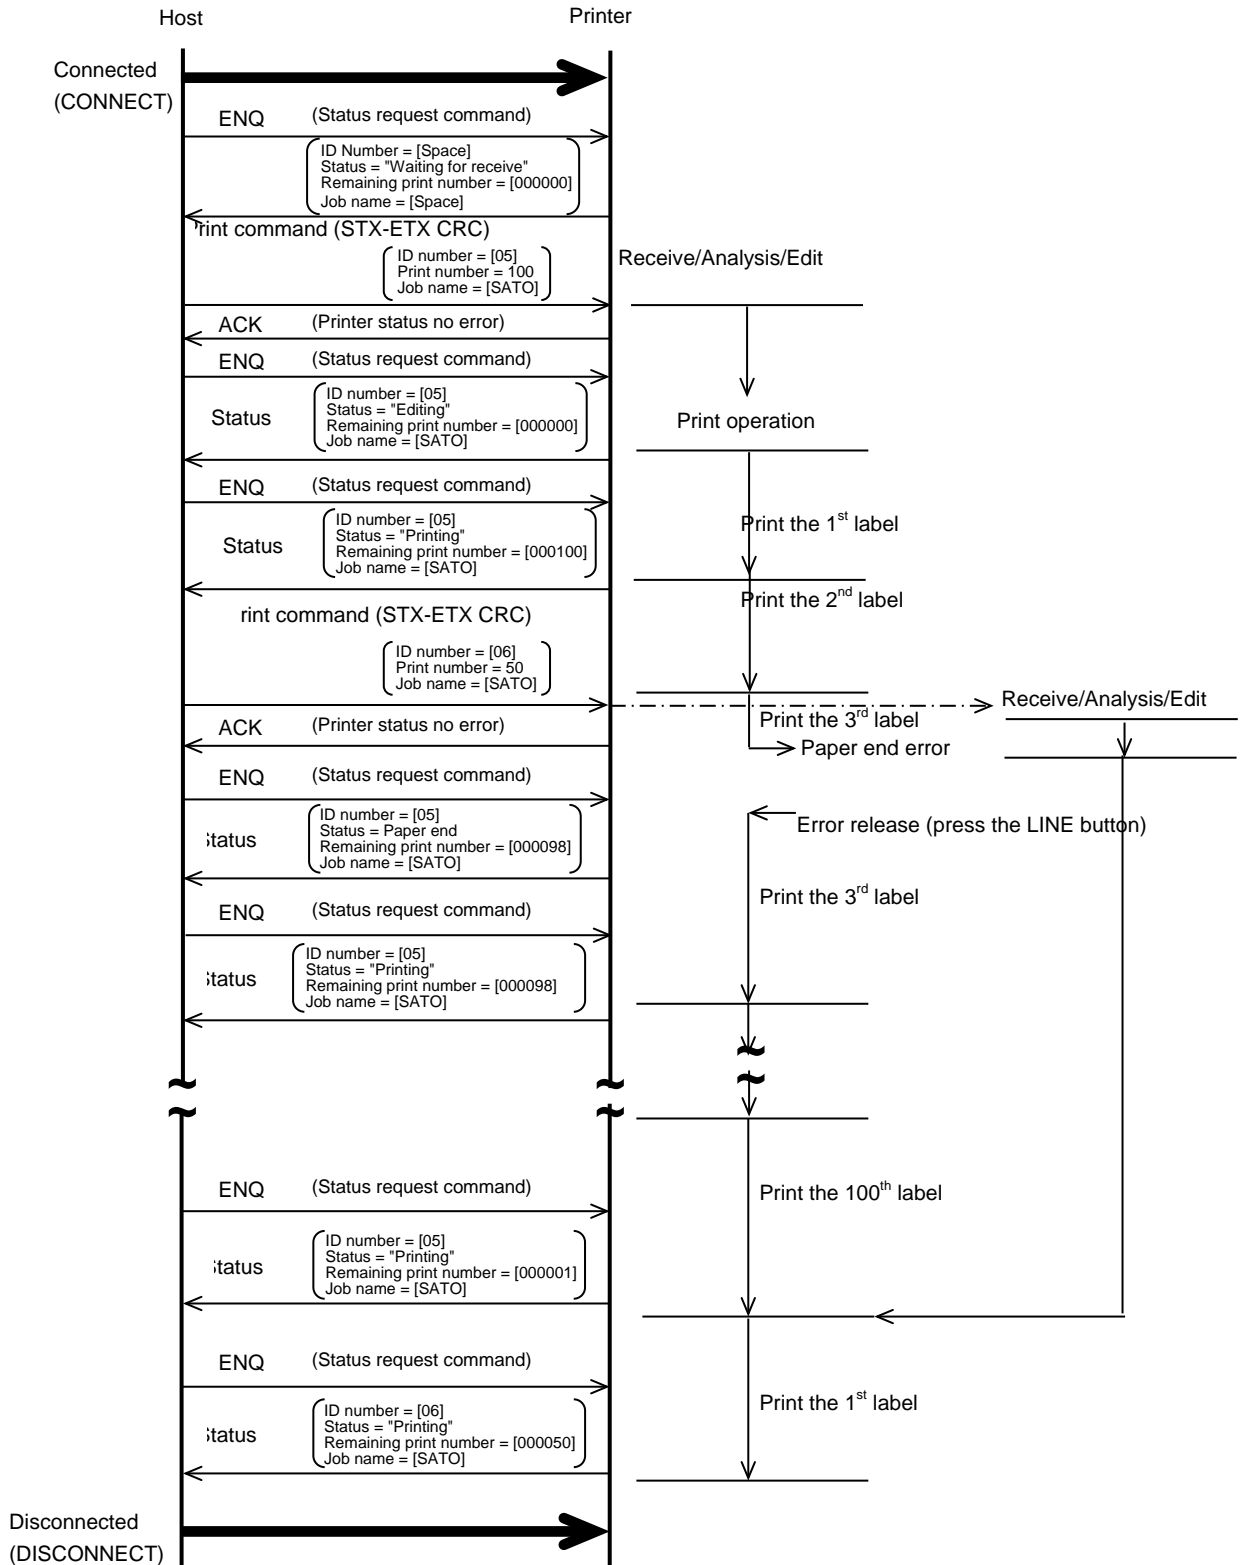 Host
Printer
Connected
(CONNECT)
ENQ (Status request command)
ID Number = [Space]
Status = "Waiting for receive"
Remaining print number = [000000]
Job name = [Space]
rint command (STX-ETX CRC)
ID number = [05]
Print number = 100
Job name = [SATO]
Receive/Analysis/Edit
ACK (Printer status no error)
ENQ (Status request command)
Status
ID number = [05]
Status = "Editing"
Remaining print number = [000000]
Job name = [SATO]
Print operation
ENQ (Status request command)
Status
ID number = [05]
Status = "Printing"
Remaining print number = [000100]
Job name = [SATO]
Print the 1st label
Print the 2nd label
rint command (STX-ETX CRC)
ID number = [06]
Print number = 50
Job name = [SATO]
Receive/Analysis/Edit
Print the 3rd label
ACK (Printer status no error)
Paper end error
ENQ (Status request command)
tatus
ID number = [05]
Status = Paper end
Remaining print number = [000098]
Job name = [SATO]
Error release (press the LINE button)
Print the 3rd label
ENQ (Status request command)
tatus
ID number = [05]
Status = "Printing"
Remaining print number = [000098]
Job name = [SATO]
ENQ (Status request command)
Print the 100th label
tatus
ID number = [05]
Status = "Printing"
Remaining print number = [000001]
Job name = [SATO]
ENQ (Status request command)
Print the 1st label
tatus
ID number = [06]
Status = "Printing"
Remaining print number = [000050]
Job name = [SATO]
Disconnected
(DISCONNECT)